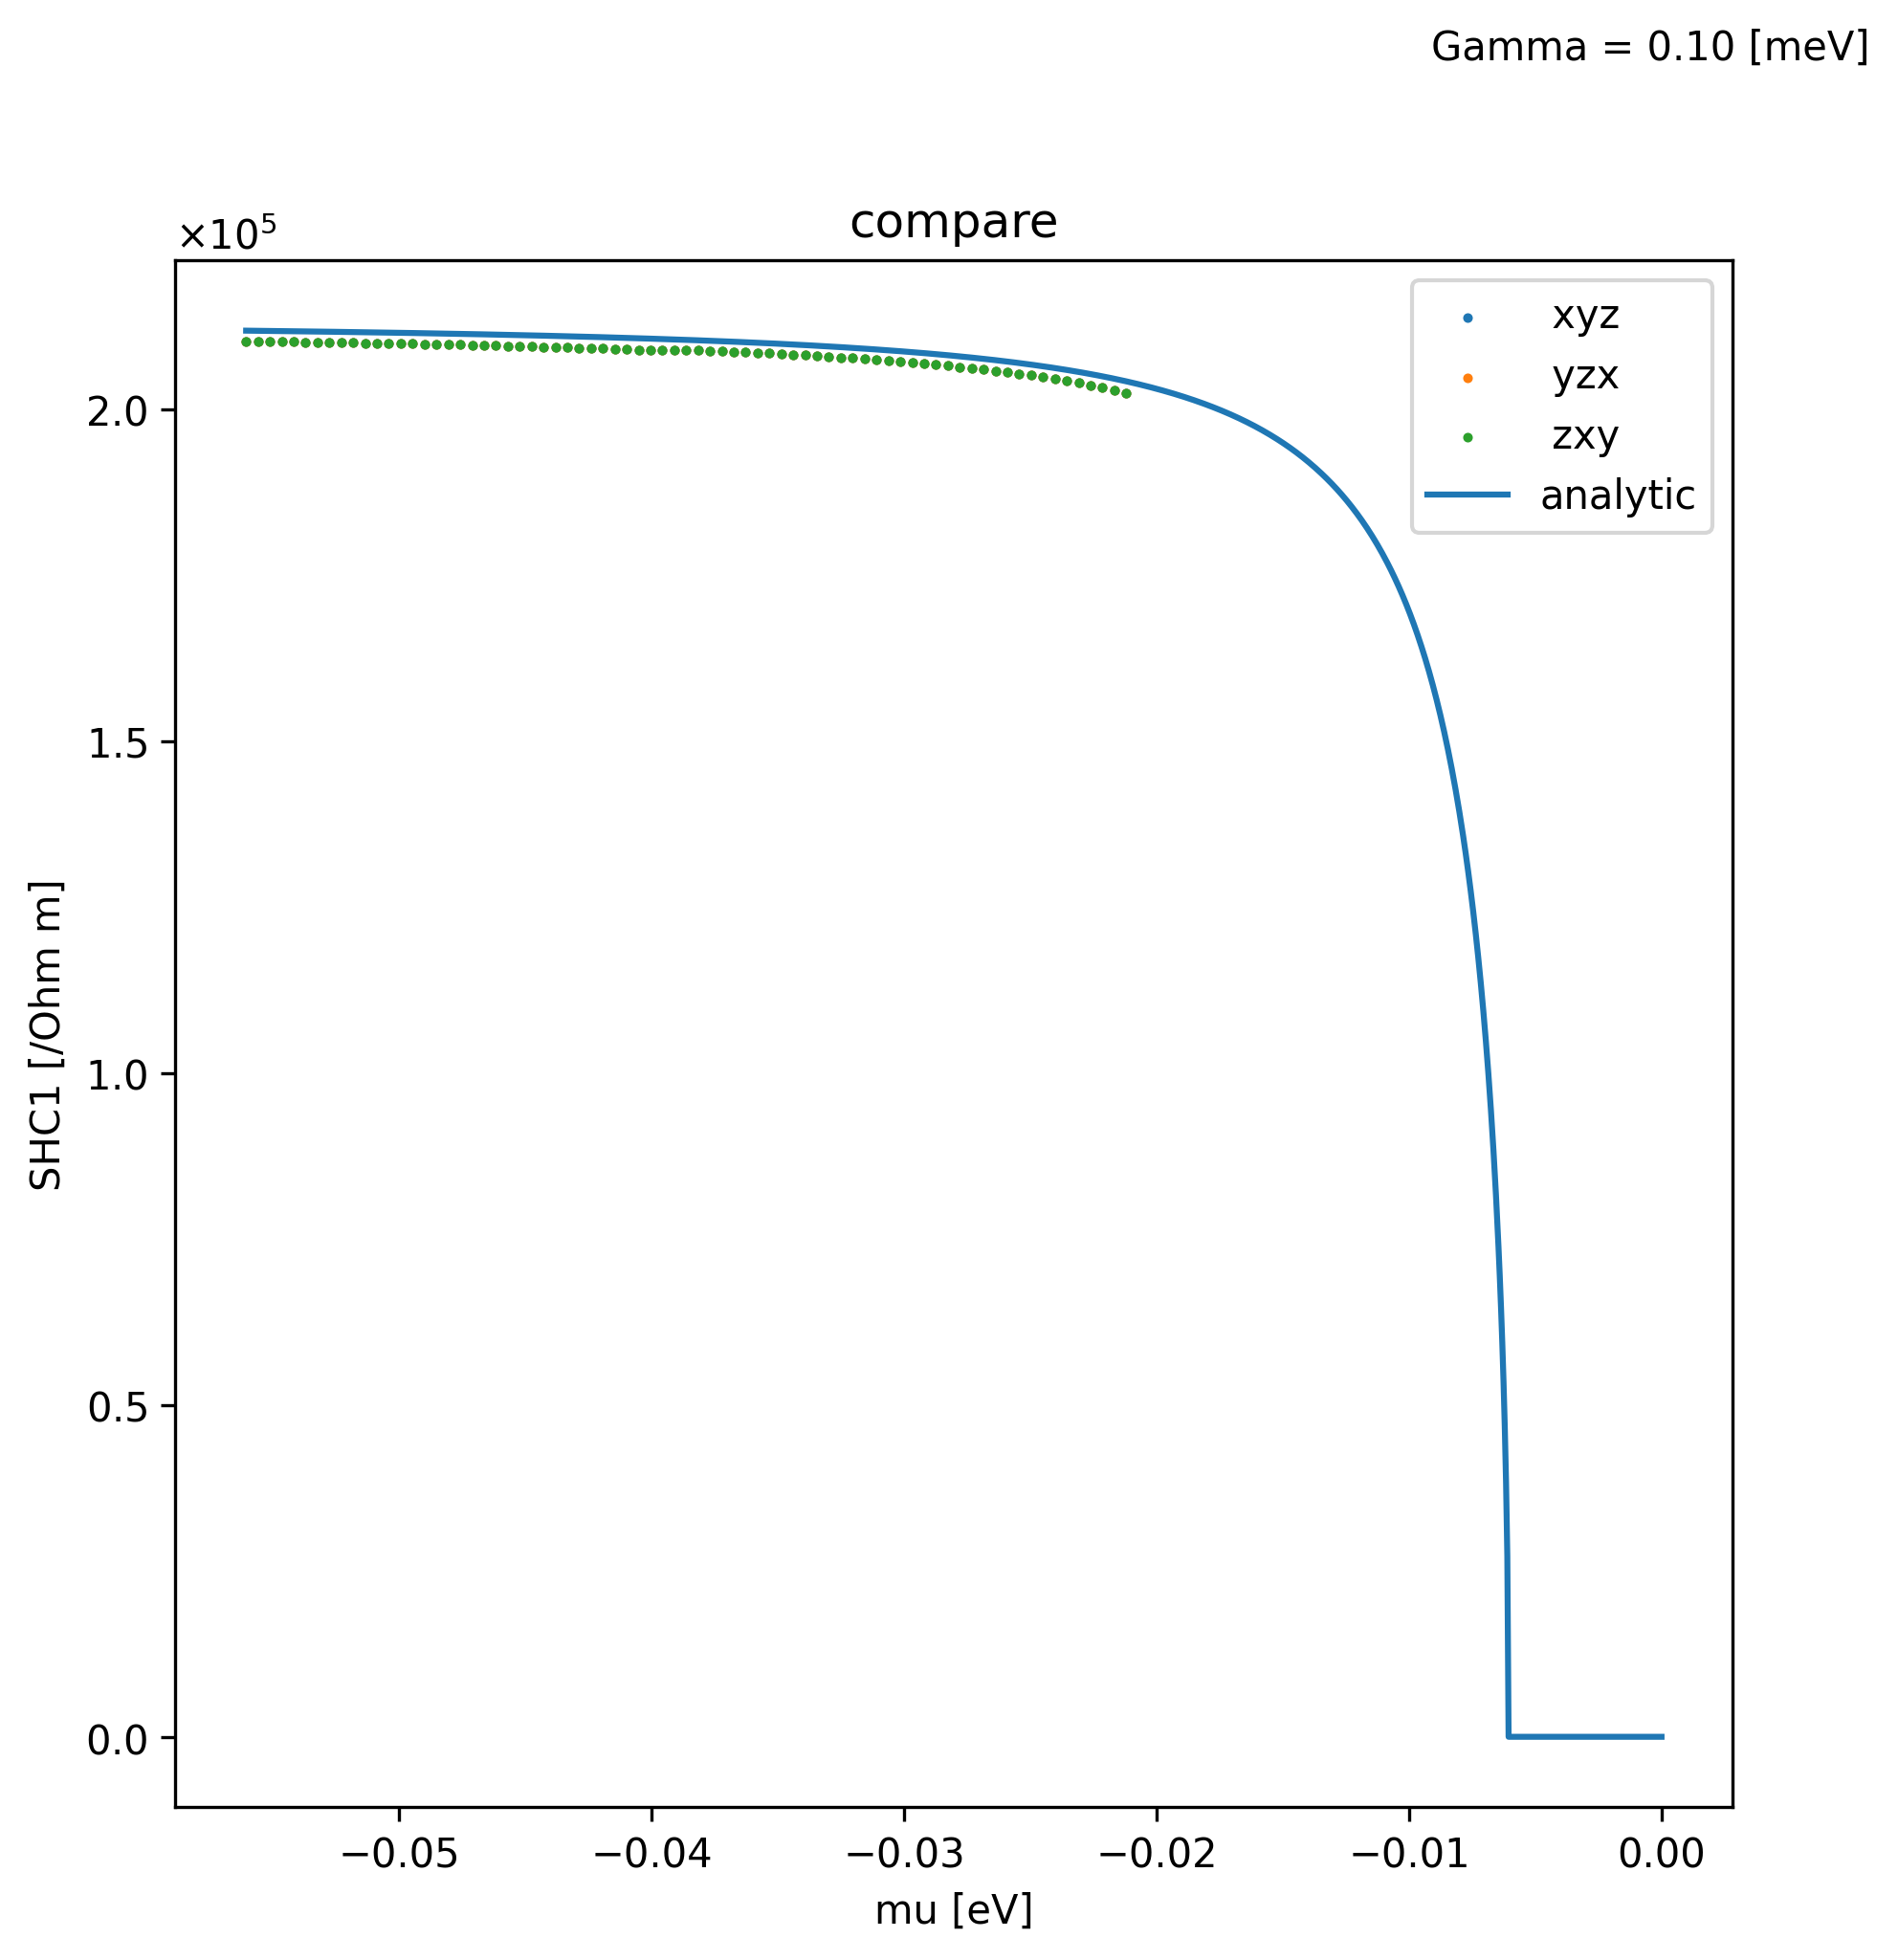 Gamma = 0.10 [meV]
compare
×10⁵
xyz
yzx
zxy
analytic
2.0
1.5
1.0
0.5
0.0
SHC1 [/Ohm m]
−0.05 −0.04 −0.03 −0.02 −0.01 0.00
mu [eV]